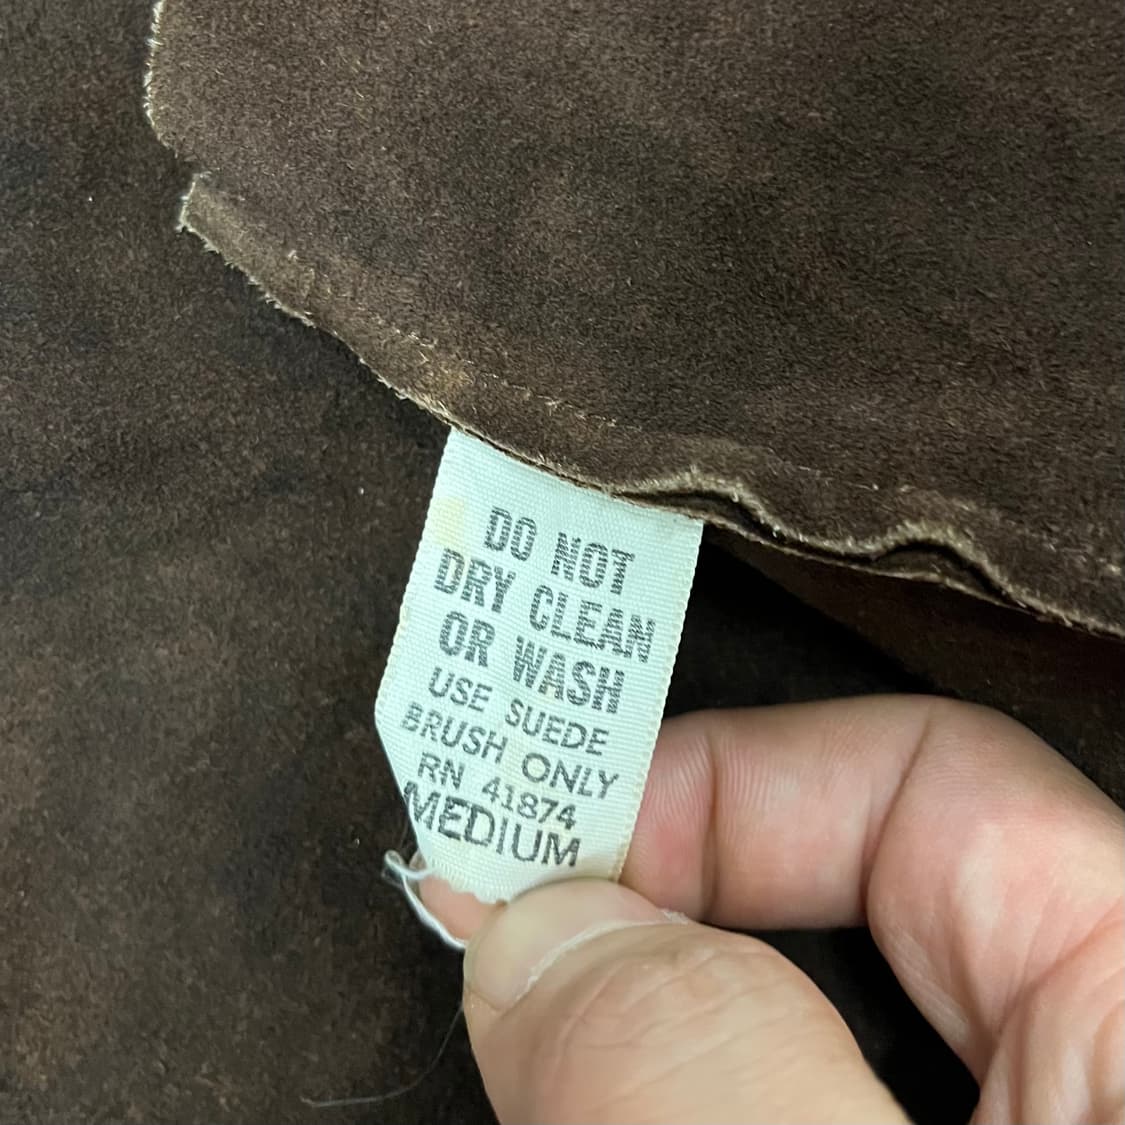 DO NOT
DRY CLEAN
OR WASH
USE SUEDE
BRUSH ONLY
RN 41874
MEDIUM